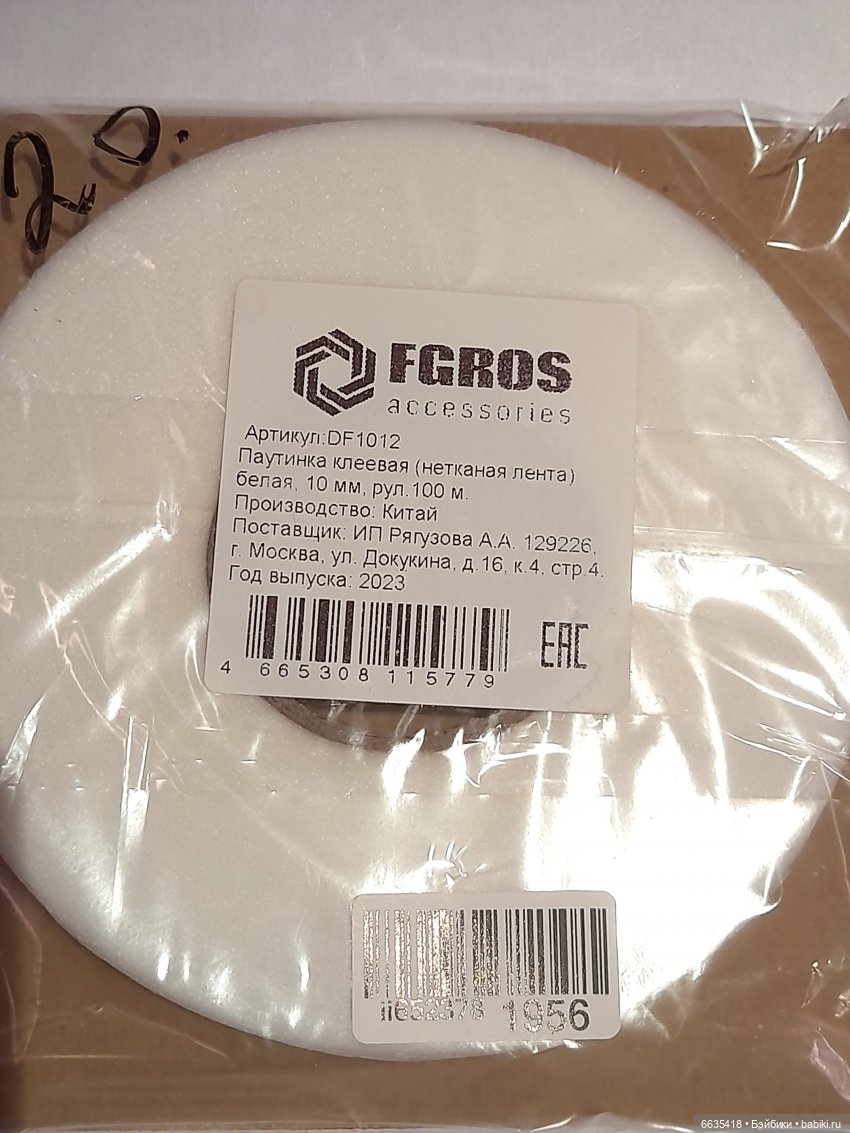 20.
FGROS
accessories
Артикул:DF1012
Паутинка клеевая (нетканая лента)
белая, 10 мм, рул.100 м.
Производство: Китай
Поставщик: ИП Рягузова А.А. 129226,
г. Москва, ул. Докукина, д.16, к.4, стр.4.
Год выпуска: 2023
4 665308 115779
EAC
ii652378 1956
6635418 • Бэйбики • babiki.ru